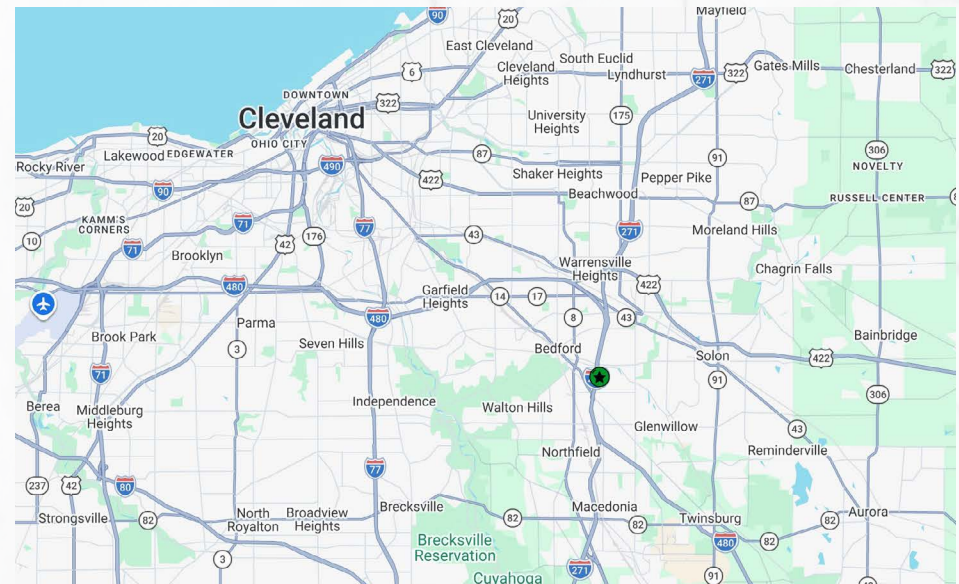 Mayfield
90
20
East Cleveland
South Euclid
6
Cleveland
Heights
Lyndhurst
271
322
Gates Mills
Chesterland
322
DOWNTOWN
322
Cleveland
University
Heights
175
20
OHIO CITY
Lakewood
EDGEWATER
Rocky River
490
87
91
306
NOVELTY
90
422
Shaker Heights
Pepper Pike
Beachwood
20
87
RUSSELL CENTER
KAMM'S
CORNERS
71
77
271
Moreland Hills
10
71
42
176
43
Brooklyn
Warrensville
Heights
Chagrin Falls
480
422
Garfield
Heights
14
17
480
8
43
Parma
Brook Park
Seven Hills
Bainbridge
3
Bedford
Solon
422
71
91
306
Berea
Middleburg
Heights
Independence
Walton Hills
Glenwillow
43
Northfield
Reminderville
77
237
42
80
Brecksville
Macedonia
Strongsville
82
North
Royalton
Broadview
Heights
82
82
Twinsburg
82
Aurora
3
Brecksville
Reservation
480
82
271
91
Cuyahoga